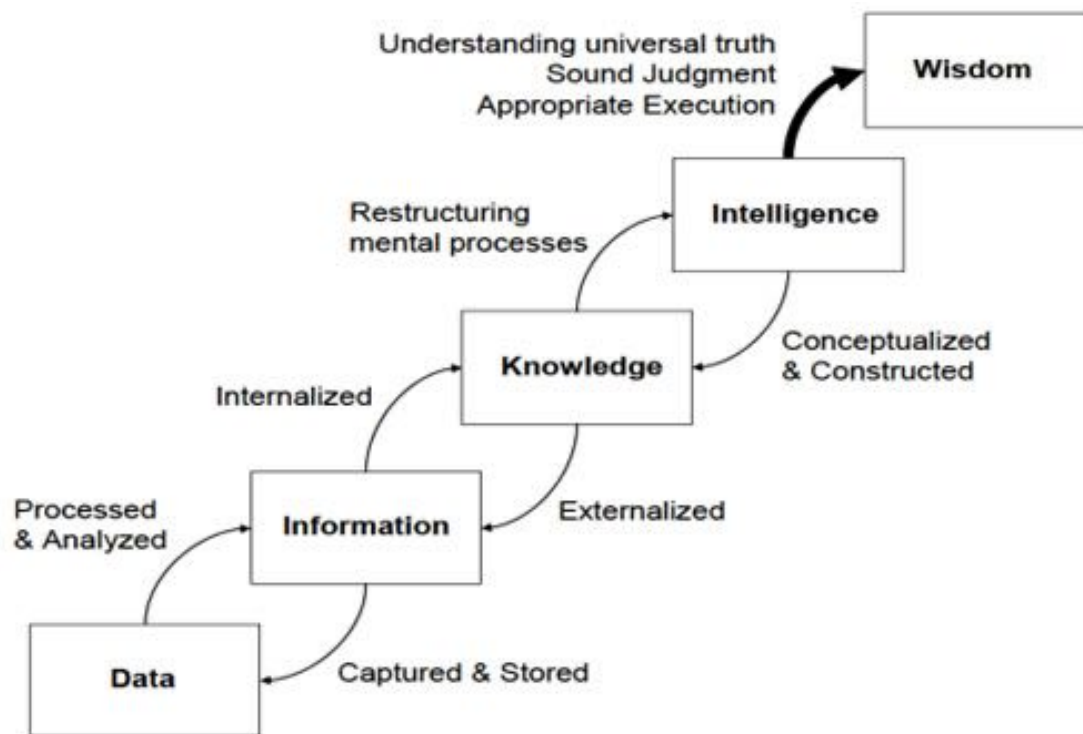 Understanding universal truth
Sound Judgment
Appropriate Execution
Wisdom
Restructuring
mental processes
Intelligence
Internalized
Knowledge
Conceptualized
& Constructed
Processed
& Analyzed
Information
Externalized
Data
Captured & Stored